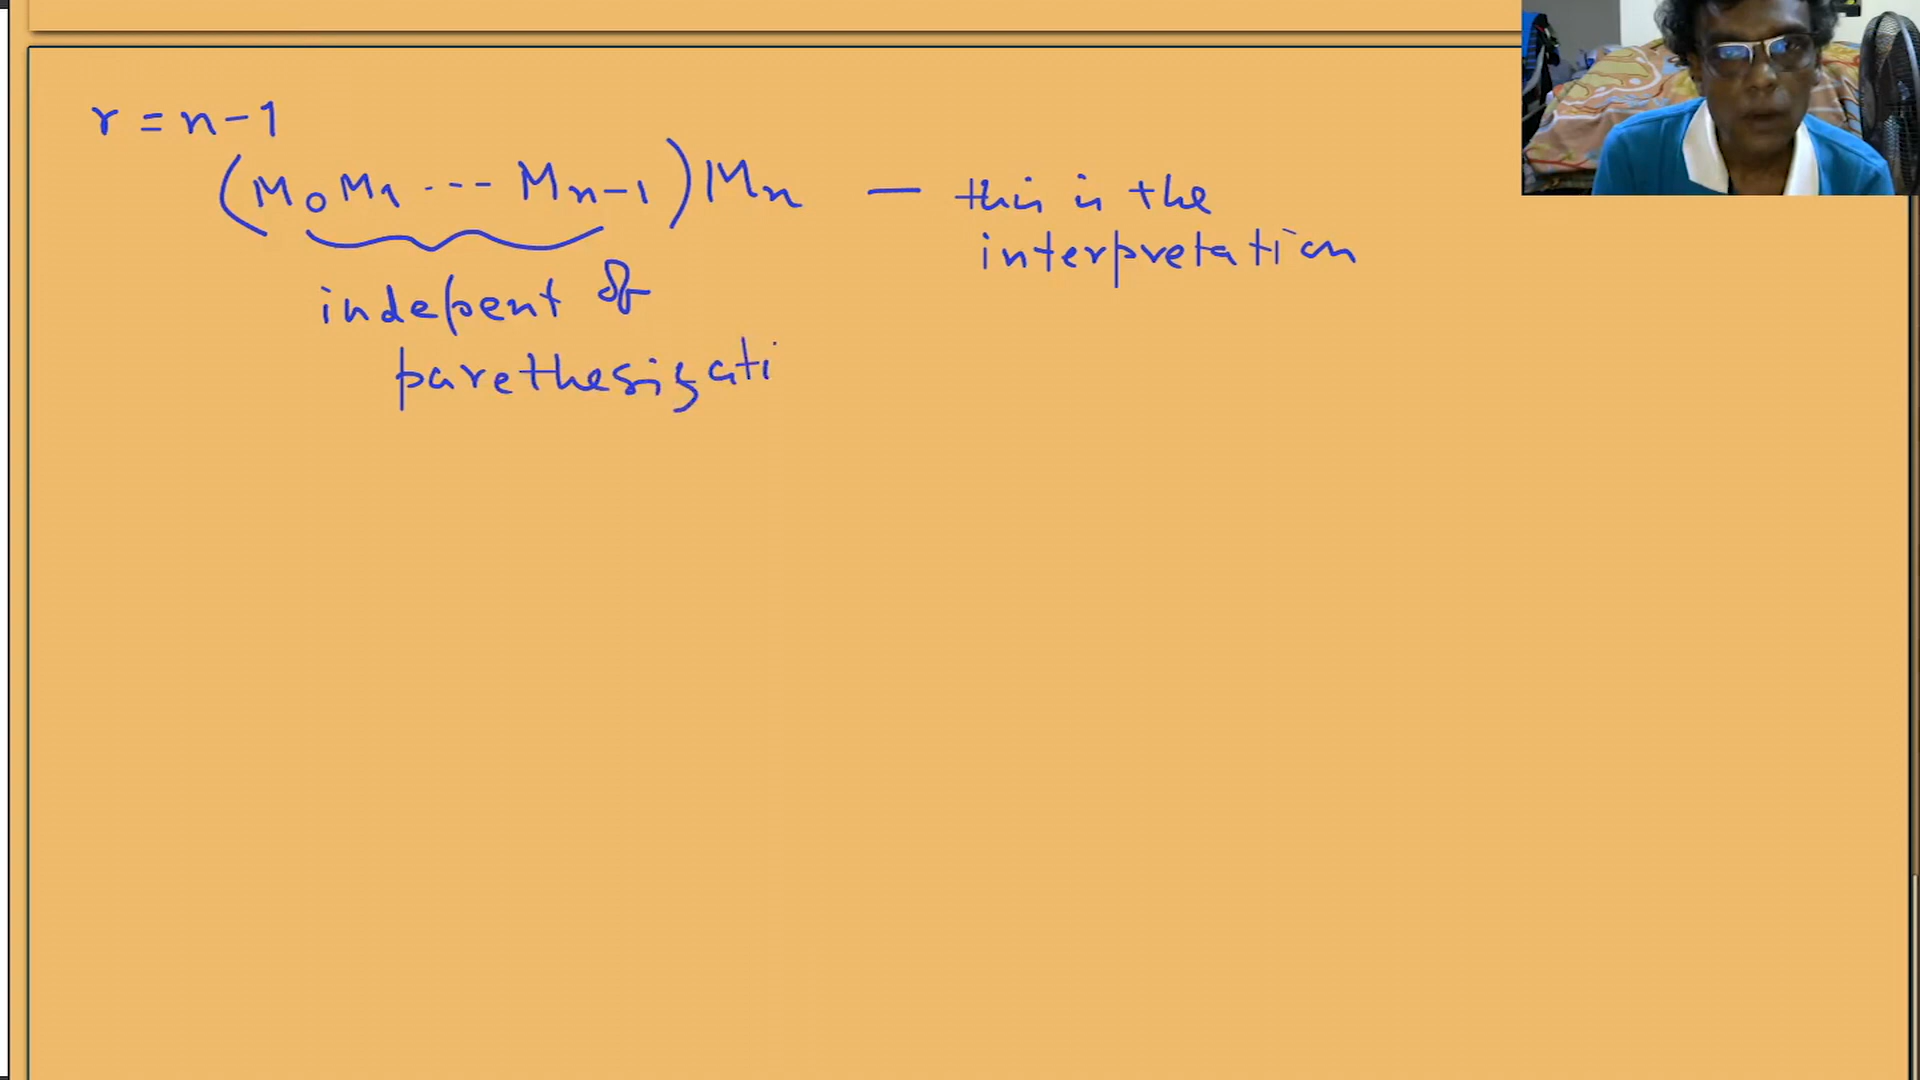 r = n-1
(M₀M₁ --- Mₙ₋₁)Mₙ — this is the
interpretation
indepent of
parethesizati